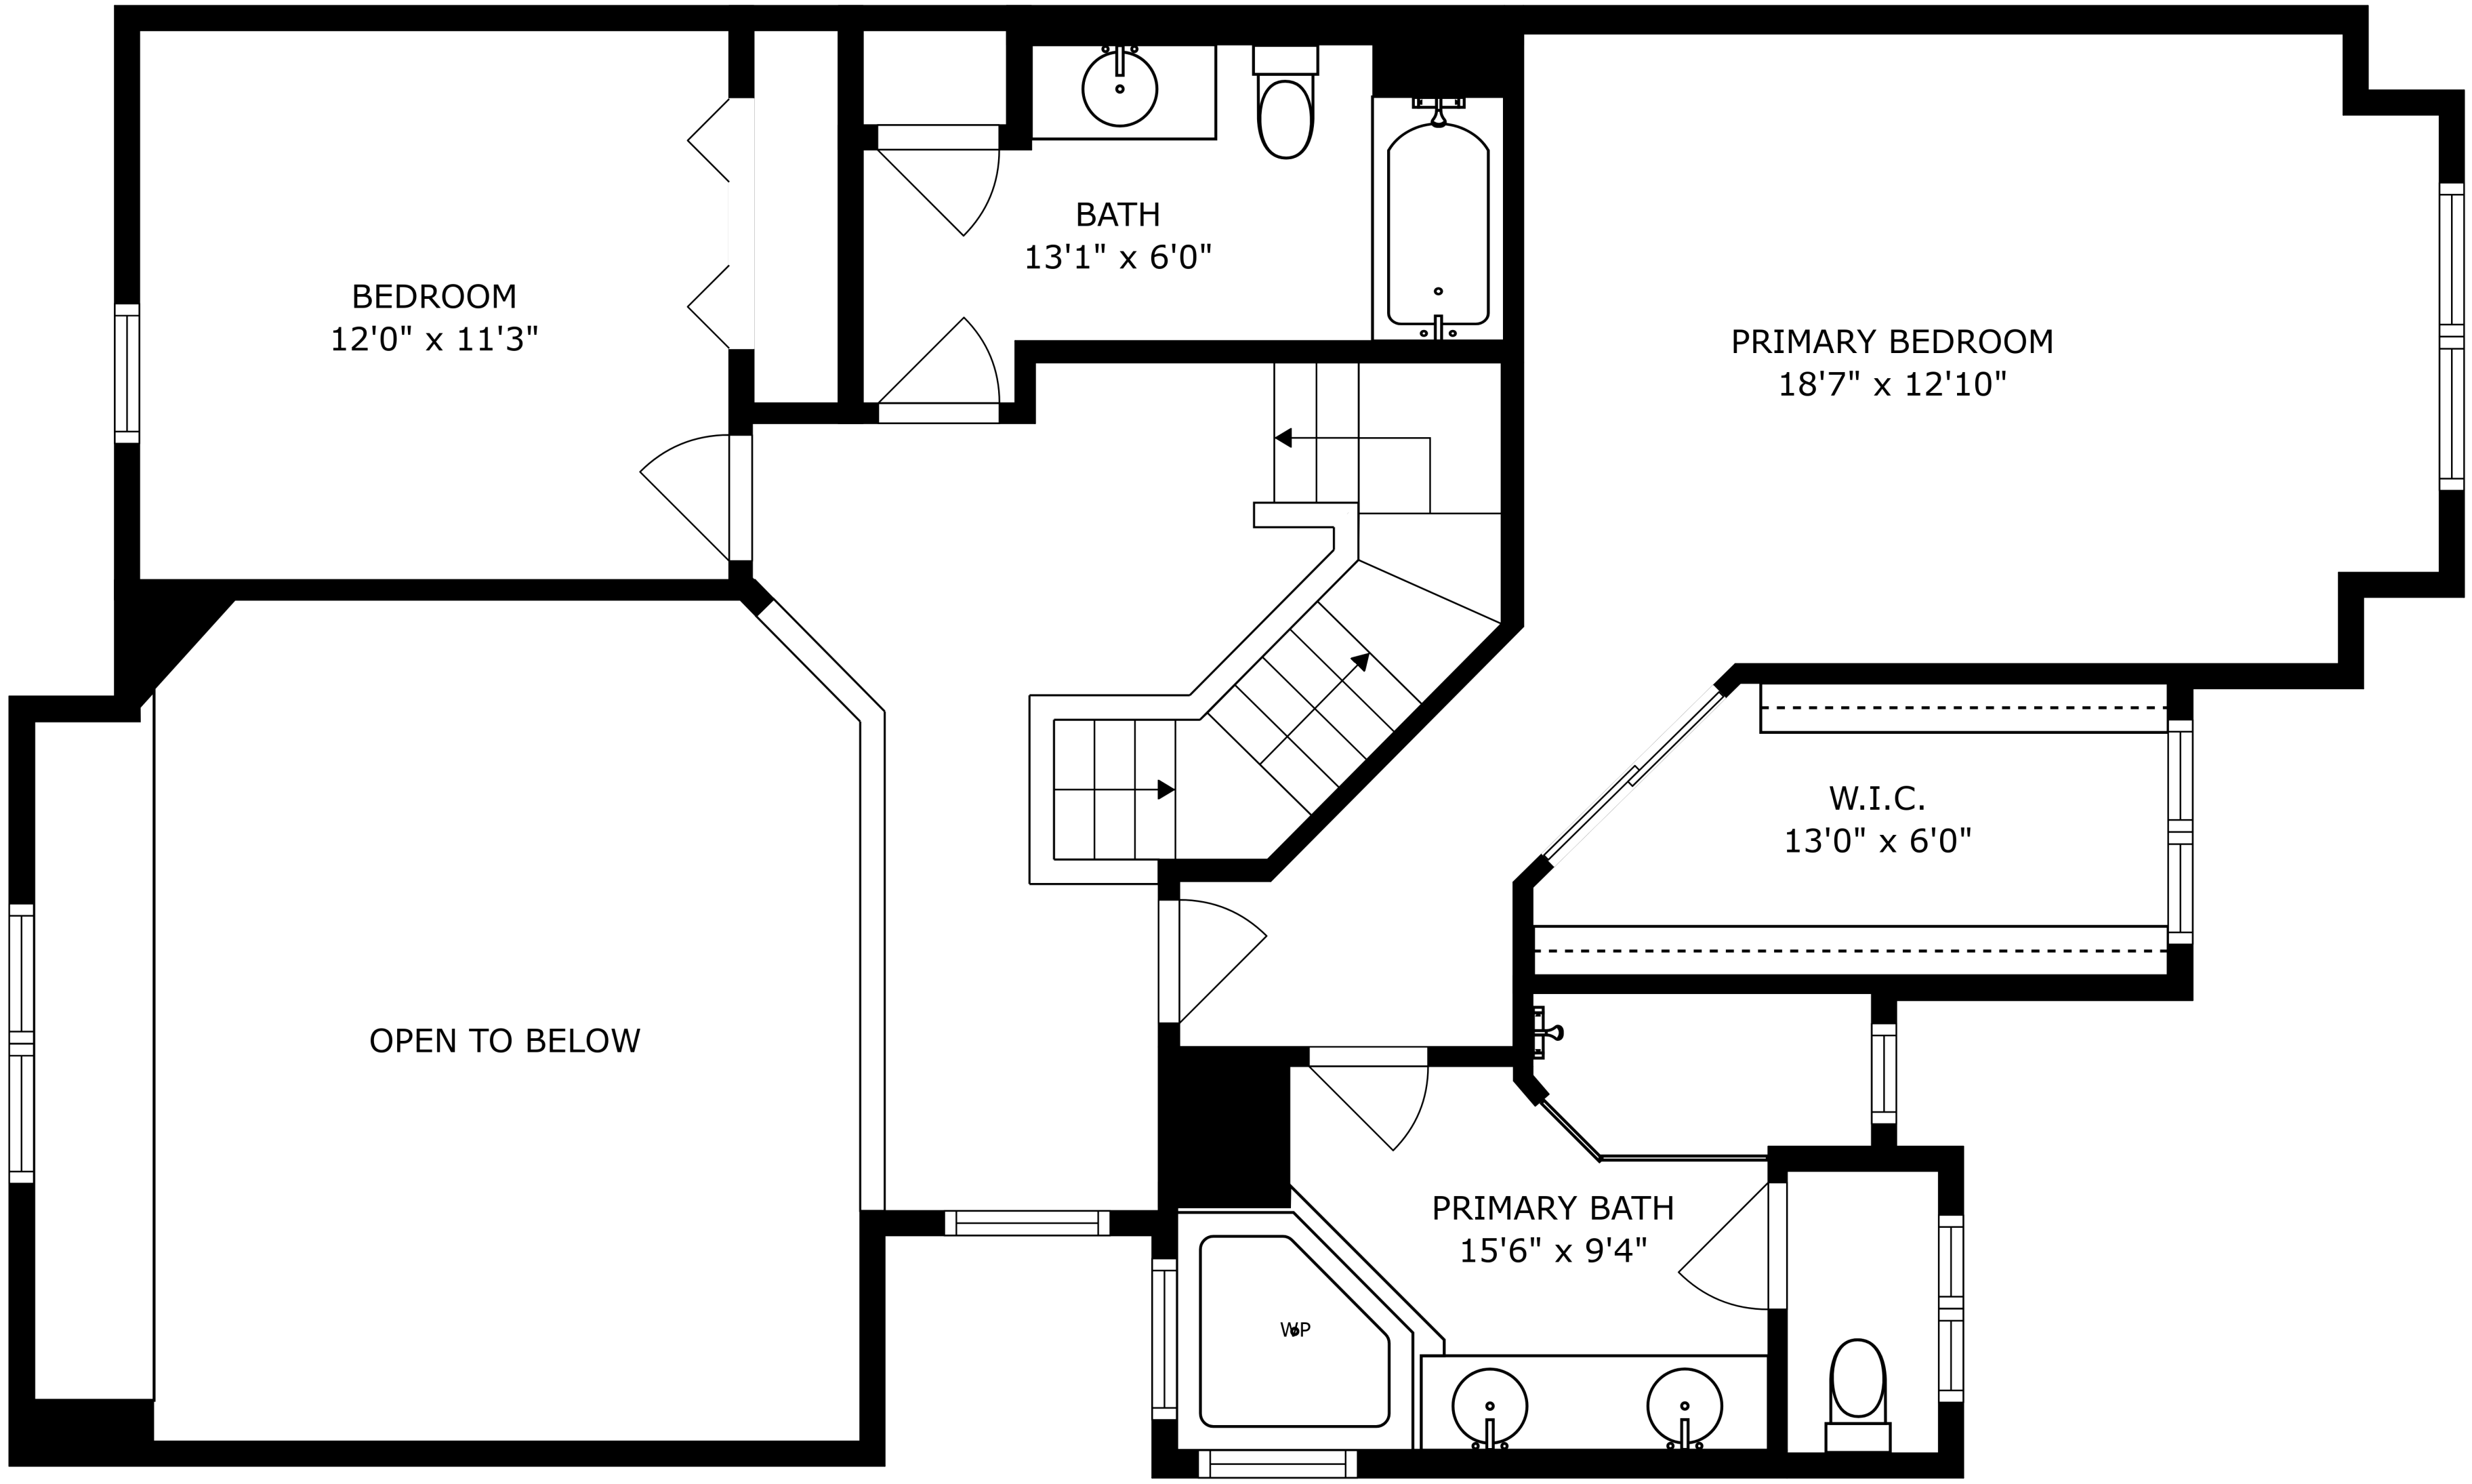 BATH
13'1" x 6'0"
BEDROOM
12'0" x 11'3"
PRIMARY BEDROOM
18'7" x 12'10"
W.I.C.
13'0" x 6'0"
OPEN TO BELOW
PRIMARY BATH
15'6" x 9'4"
WP